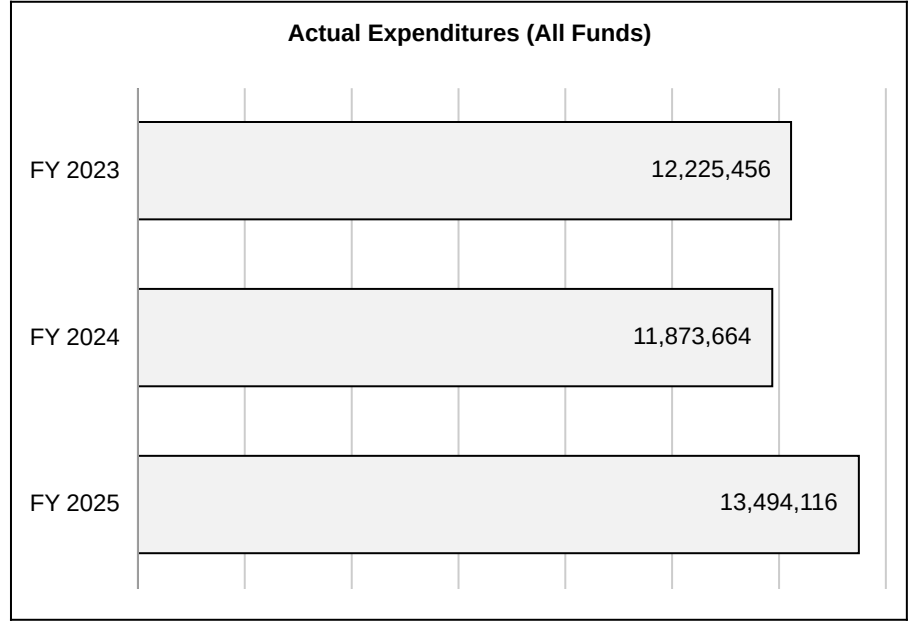 Actual Expenditures (All Funds)
FY 2023
12,225,456
FY 2024
11,873,664
FY 2025
13,494,116